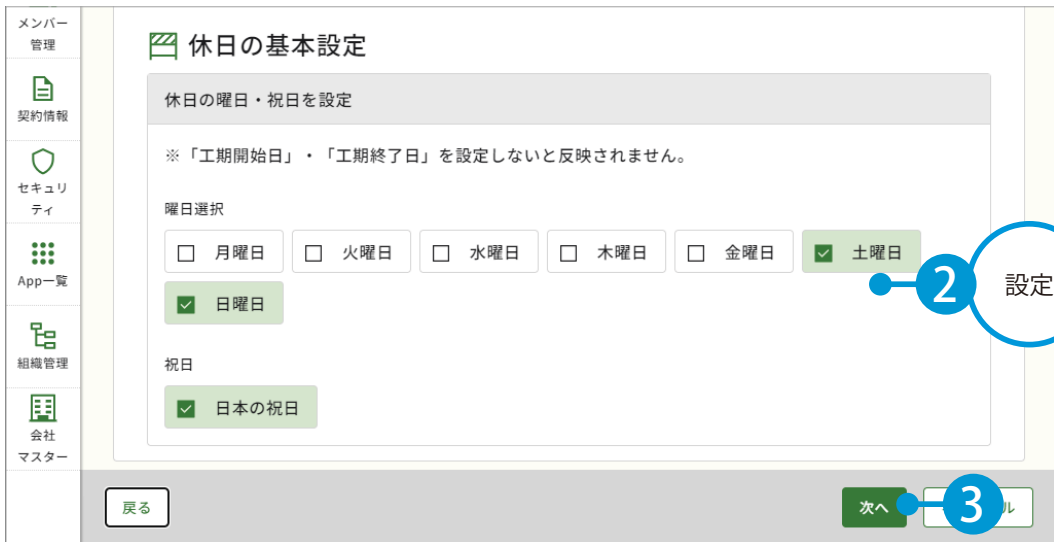 メンバー
管理
契約情報
セキュリ
ティ
App一覧
組織管理
会社
マスター
休日の基本設定
休日の曜日・祝日を設定
※「工期開始日」・「工期終了日」を設定しないと反映されません。
曜日選択
月曜日 火曜日 水曜日 木曜日 金曜日 土曜日
日曜日
2 設定
祝日
日本の祝日
戻る 次へ 3 ル